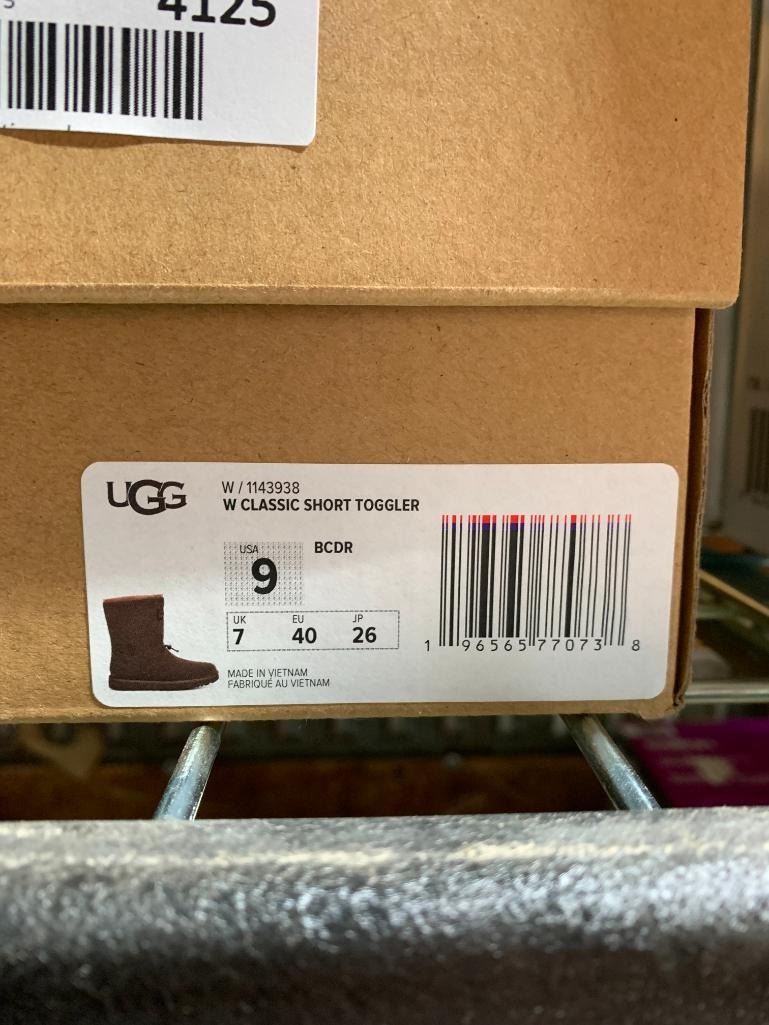 4125
UGG
W / 1143938
W CLASSIC SHORT TOGGLER
USA
9
BCDR
UK EU JP
7 40 26
1 96565 77073 8
MADE IN VIETNAM
FABRIQUÉ AU VIETNAM